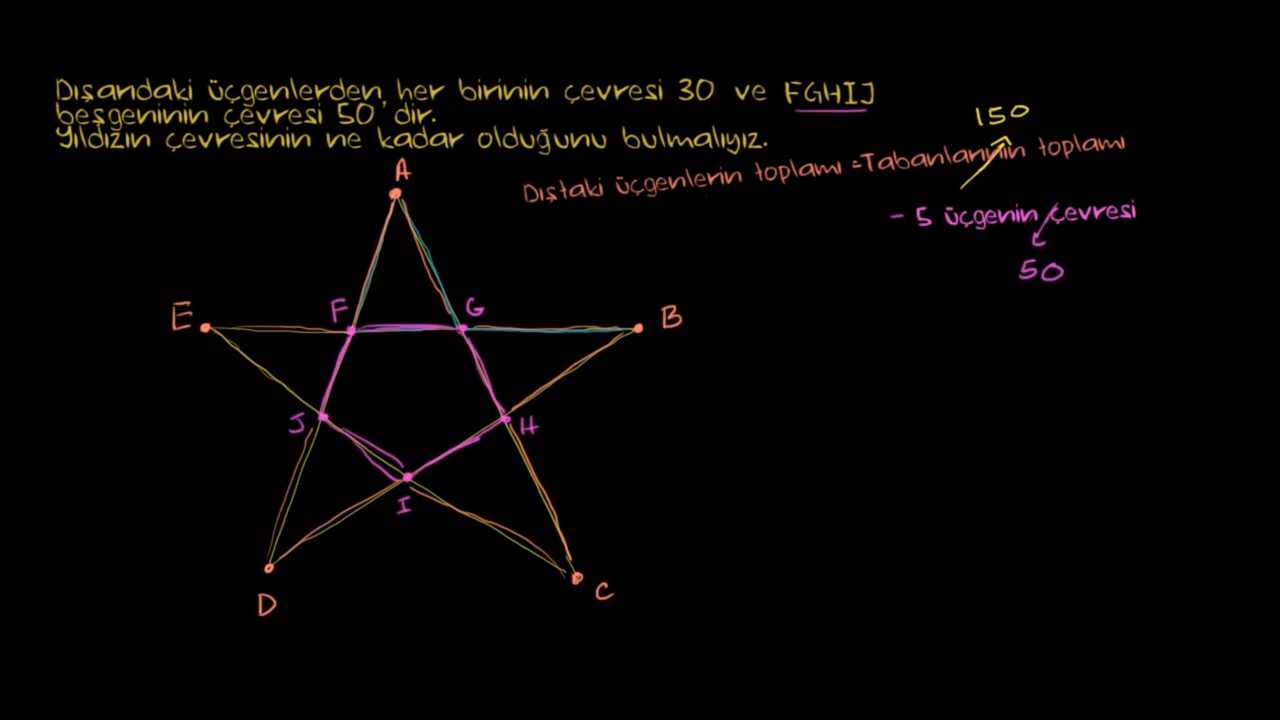 Dışarıdaki üçgenlerden, her birinin çevresi 30 ve FGHIJ
beşgeninin çevresi 50' dir.
Yıldızın çevresinin ne kadar olduğunu bulmalıyız.
150
Dıştaki üçgenlerin toplamı = Tabanlarının toplamı
- 5 üçgenin çevresi
50
A
E
F
G
B
J
H
I
D
C